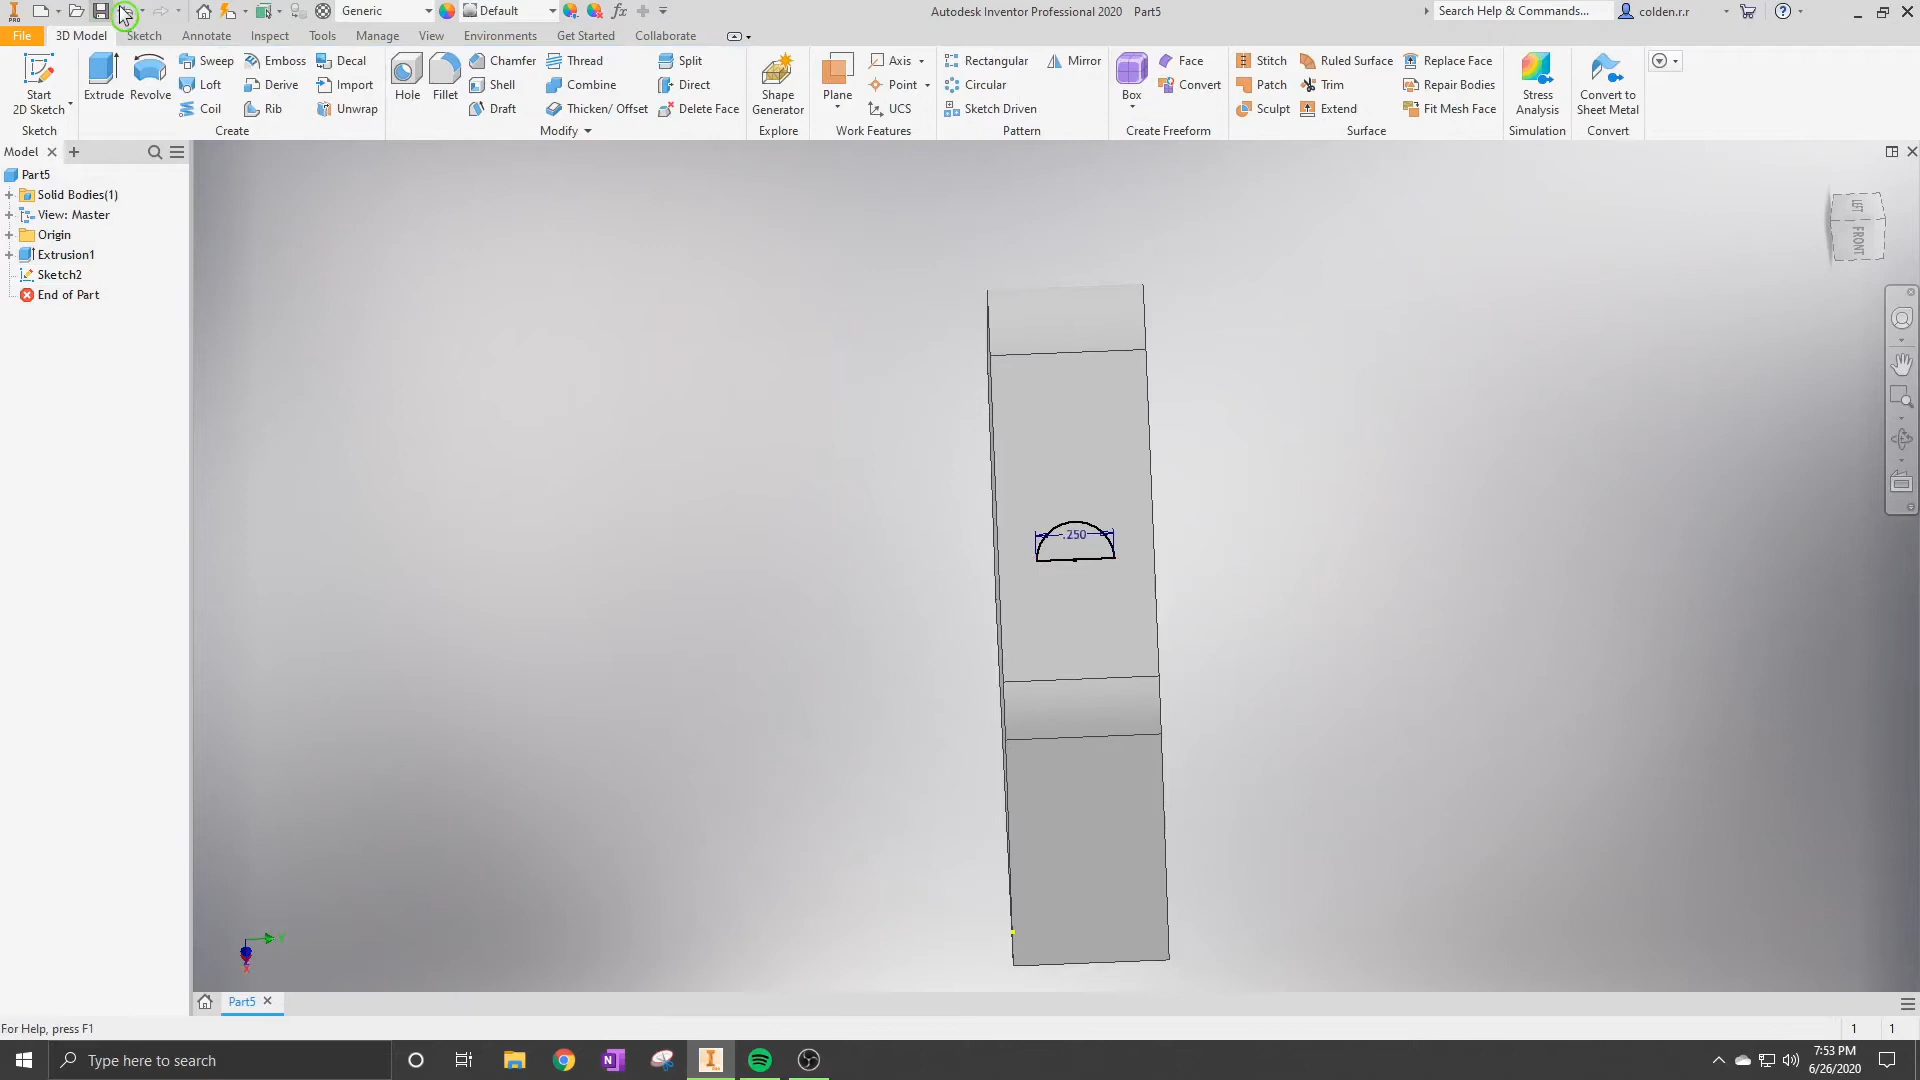 Generic
Default
fx
Autodesk Inventor Professional 2020 Part5
Search Help & Commands...
colden.r.r
File
3D Model
Sketch
Annotate
Inspect
Tools
Manage
View
Environments
Get Started
Collaborate
Start
2D Sketch
Sketch
Extrude
Revolve
Sweep
Loft
Coil
Emboss
Derive
Rib
Decal
Import
Unwrap
Create
Hole
Fillet
Chamfer
Shell
Draft
Thread
Combine
Thicken/ Offset
Split
Direct
Delete Face
Modify
Shape
Generator
Explore
Plane
Axis
Point
UCS
Work Features
Rectangular
Circular
Sketch Driven
Mirror
Pattern
Box
Face
Convert
Create Freeform
Stitch
Patch
Sculpt
Ruled Surface
Trim
Extend
Replace Face
Repair Bodies
Fit Mesh Face
Surface
Stress
Analysis
Simulation
Convert to
Sheet Metal
Convert
Model
Part5
Solid Bodies(1)
View: Master
Origin
Extrusion1
Sketch2
End of Part
FRONT
.250
Y
X
Part5
For Help, press F1
1 1
Type here to search
7:53 PM
6/26/2020